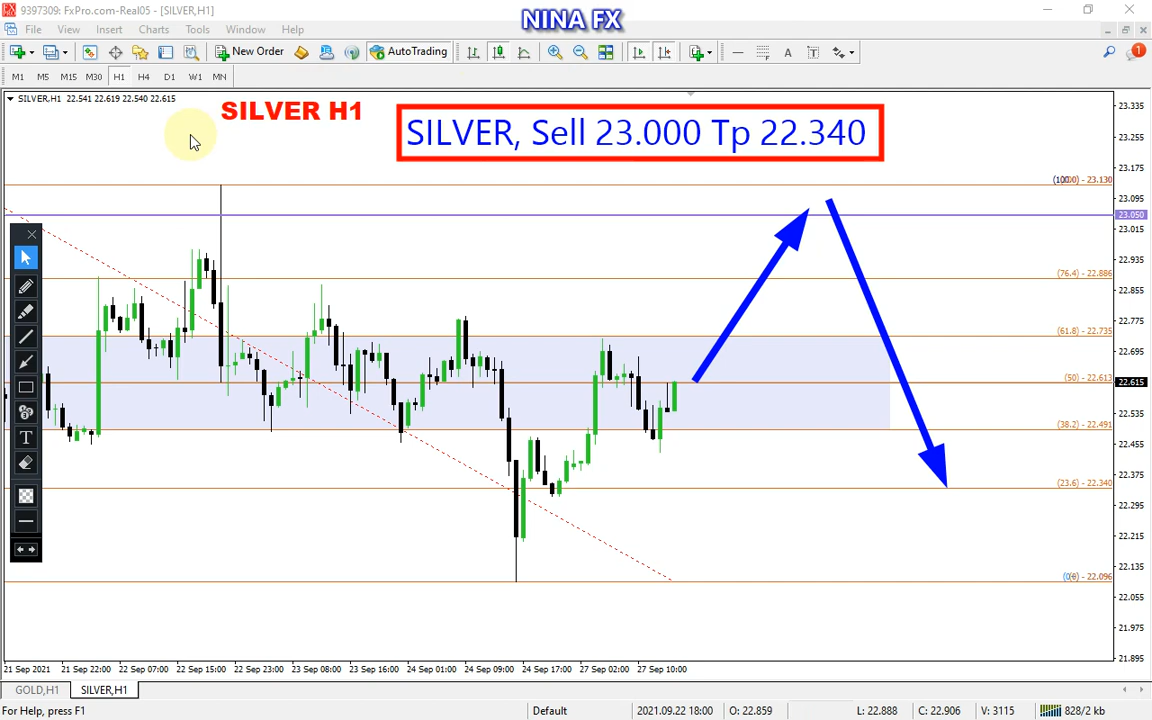 9397309: FxPro.com-Real05 - [SILVER,H1]
NINA FX
File View Insert Charts Tools Window Help
New Order AutoTrading A T 1
M1 M5 M15 M30 H1 H4 D1 W1 MN
SILVER,H1 22.541 22.619 22.540 22.615
SILVER H1
SILVER, Sell 23.000 Tp 22.340
23.335
23.255
23.175
- 23.130
23.095
23.050
23.015
22.935
(76.4) - 22.886
22.855
22.775
(61.8) - 22.735
22.695
(50) - 22.613
22.615
22.535
(38.2) - 22.491
22.455
22.375
(23.6) - 22.340
22.295
22.215
22.135
- 22.096
22.055
21.975
21.895
T
21 Sep 2021 21 Sep 22:00 22 Sep 07:00 22 Sep 15:00 22 Sep 23:00 23 Sep 08:00 23 Sep 16:00 24 Sep 01:00 24 Sep 09:00 24 Sep 17:00 27 Sep 02:00 27 Sep 10:00
GOLD,H1 SILVER,H1
For Help, press F1 Default 2021.09.22 18:00 O: 22.859 L: 22.888 C: 22.906 V: 3115 828/2 kb